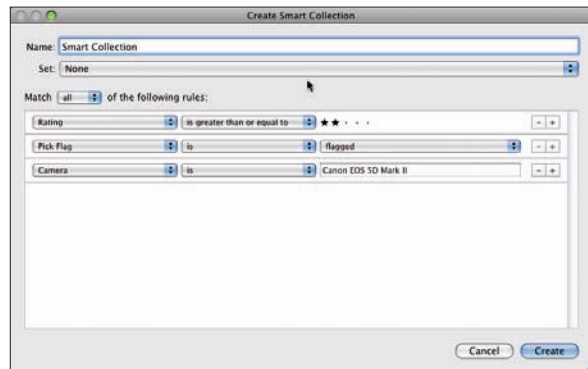 Create Smart Collection
Name: Smart Collection
Set: None
Match all of the following rules:
Rating is greater than or equal to ★ ★ · · · - +
Pick Flag is flagged - +
Camera is Canon EOS 5D Mark II - +
Cancel Create